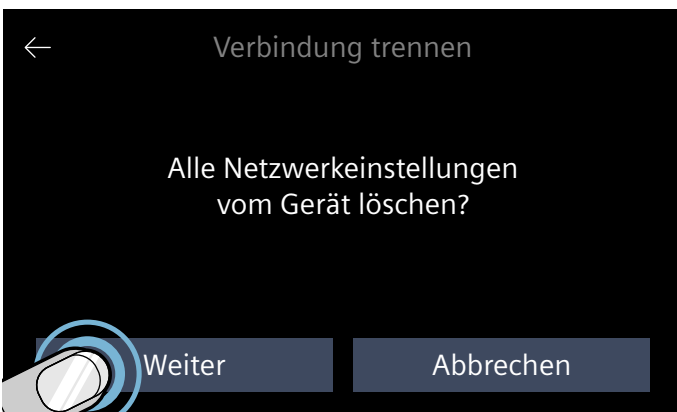 Verbindung trennen
Alle Netzwerkeinstellungen
vom Gerät löschen?
Weiter
Abbrechen